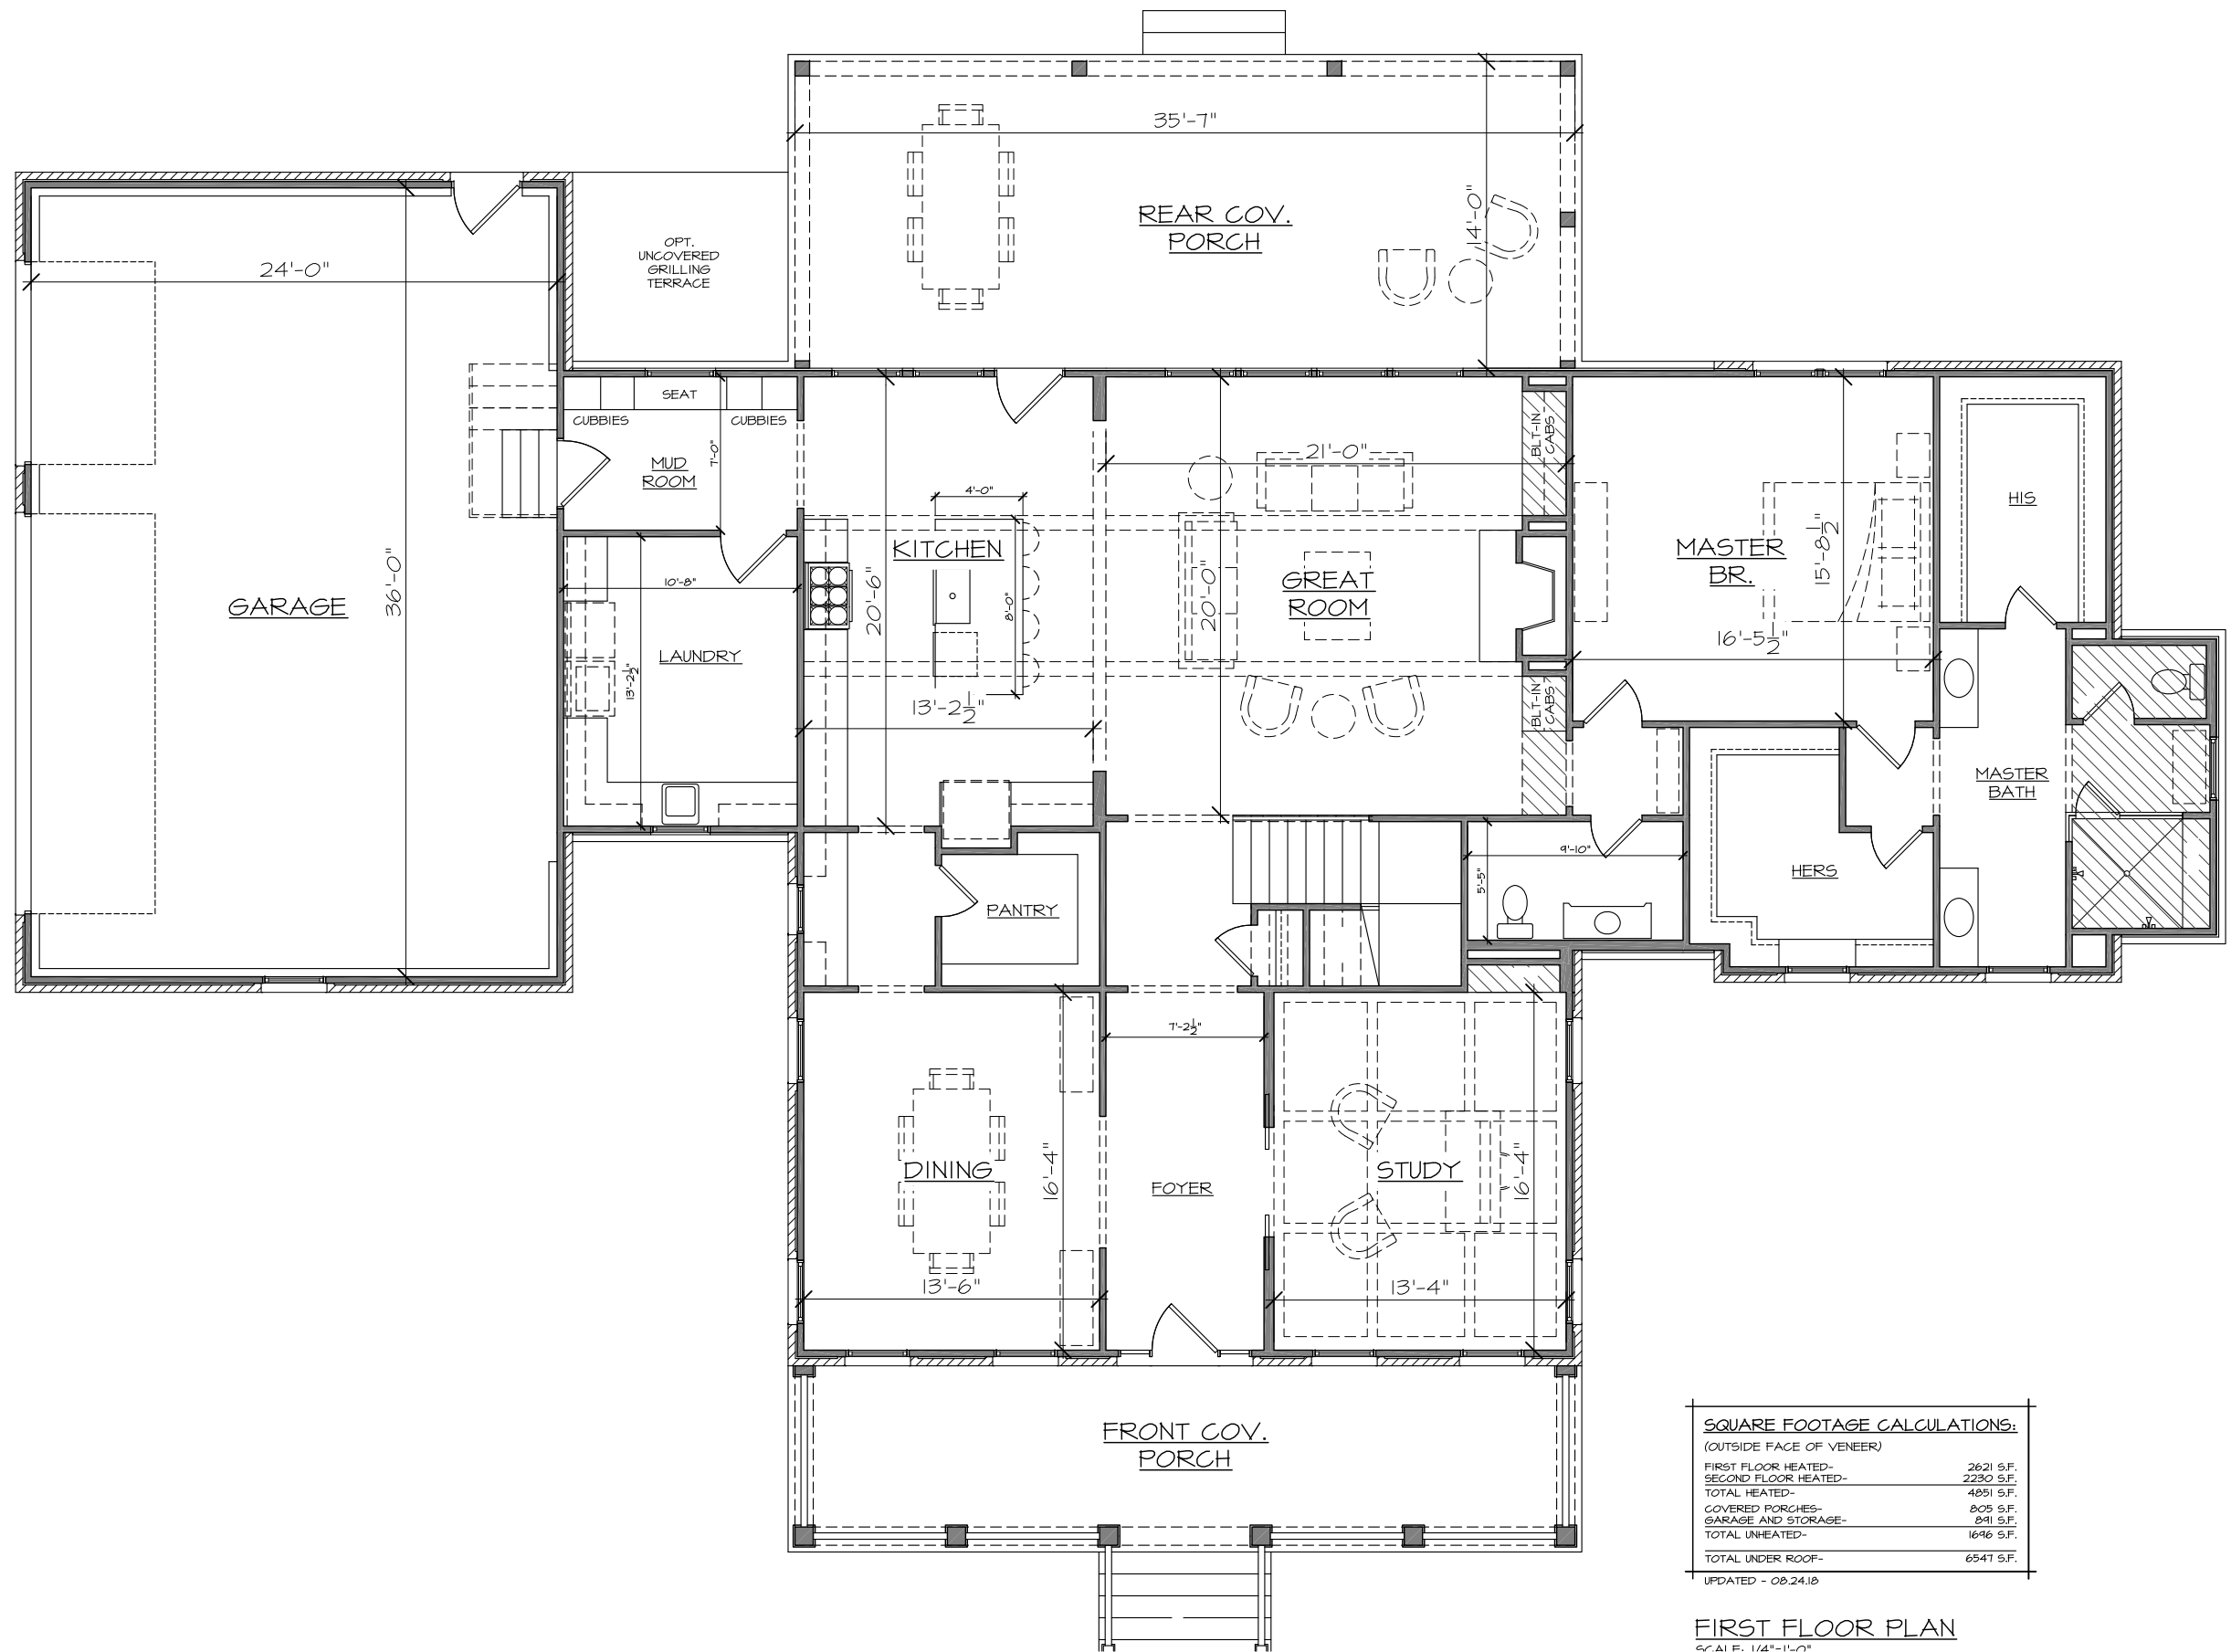 35'-7"
REAR COV.
PORCH
14'-0"
OPT.
UNCOVERED
GRILLING
TERRACE
24'-0"
GARAGE
36'-0"
SEAT
CUBBIES
CUBBIES
MUD
ROOM
7'-0"
10'-8"
LAUNDRY
13'-2 1/2"
4'-0"
KITCHEN
20'-6"
8'-0"
13'-2 1/2"
21'-0"
BLT-IN
CABS
GREAT
ROOM
20'-0"
BLT-IN
CABS
MASTER
BR.
15'-8 1/2"
16'-5 1/2"
HIS
MASTER
BATH
HERS
9'-10"
5'-5"
PANTRY
7'-2 1/2"
DINING
16'-4"
13'-6"
FOYER
STUDY
16'-4"
13'-4"
FRONT COV.
PORCH
SQUARE FOOTAGE CALCULATIONS:
(OUTSIDE FACE OF VENEER)
FIRST FLOOR HEATED- 2621 S.F.
SECOND FLOOR HEATED- 2230 S.F.
TOTAL HEATED- 4851 S.F.
COVERED PORCHES- 805 S.F.
GARAGE AND STORAGE- 891 S.F.
TOTAL UNHEATED- 1696 S.F.
TOTAL UNDER ROOF- 6547 S.F.
UPDATED - 08.24.18
FIRST FLOOR PLAN
SCALE: 1/4"=1'-0"